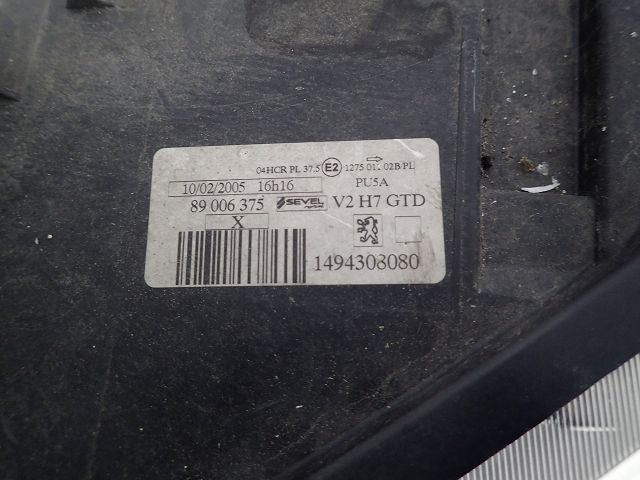 04HCR PL 37.5 E2 1275 01 02B/PL
10/02/2005 16h16 PU5A
89 006 375 SEVEL V2 H7 GTD
X
1494308080